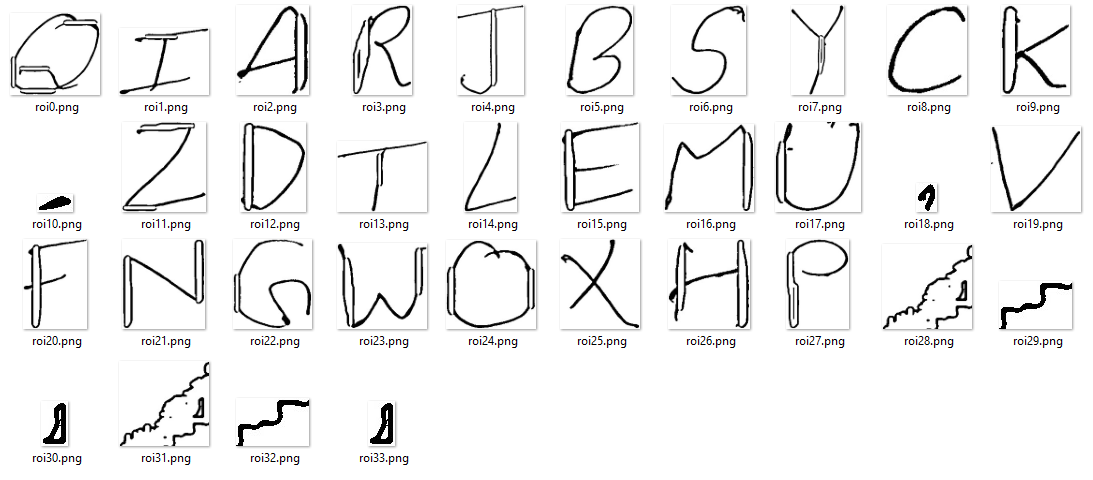 Q I A R J B S Y C K
roi0.png roi1.png roi2.png roi3.png roi4.png roi5.png roi6.png roi7.png roi8.png roi9.png
Z D T L E M U V
roi10.png roi11.png roi12.png roi13.png roi14.png roi15.png roi16.png roi17.png roi18.png roi19.png
F N G W O X H P
roi20.png roi21.png roi22.png roi23.png roi24.png roi25.png roi26.png roi27.png roi28.png roi29.png
roi30.png roi31.png roi32.png roi33.png